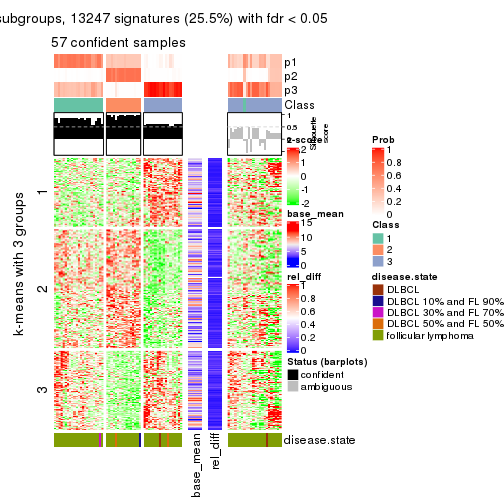 subgroups, 13247 signatures (25.5%) with fdr < 0.05
57 confident samples
p1
p2
p3
Class
1
0.5
0
Silhouette
score
k-means with 3 groups
1
2
3
z-score
2
1
0
-1
-2
base_mean
15
10
5
0
rel_diff
1
0.8
0.6
0.4
0.2
0
Status (barplots)
confident
ambiguous
Prob
1
0.8
0.6
0.4
0.2
0
Class
1
2
3
disease.state
DLBCL
DLBCL 10% and FL 90%
DLBCL 30% and FL 70%
DLBCL 50% and FL 50%
follicular lymphoma
disease.state
base_mean
rel_diff